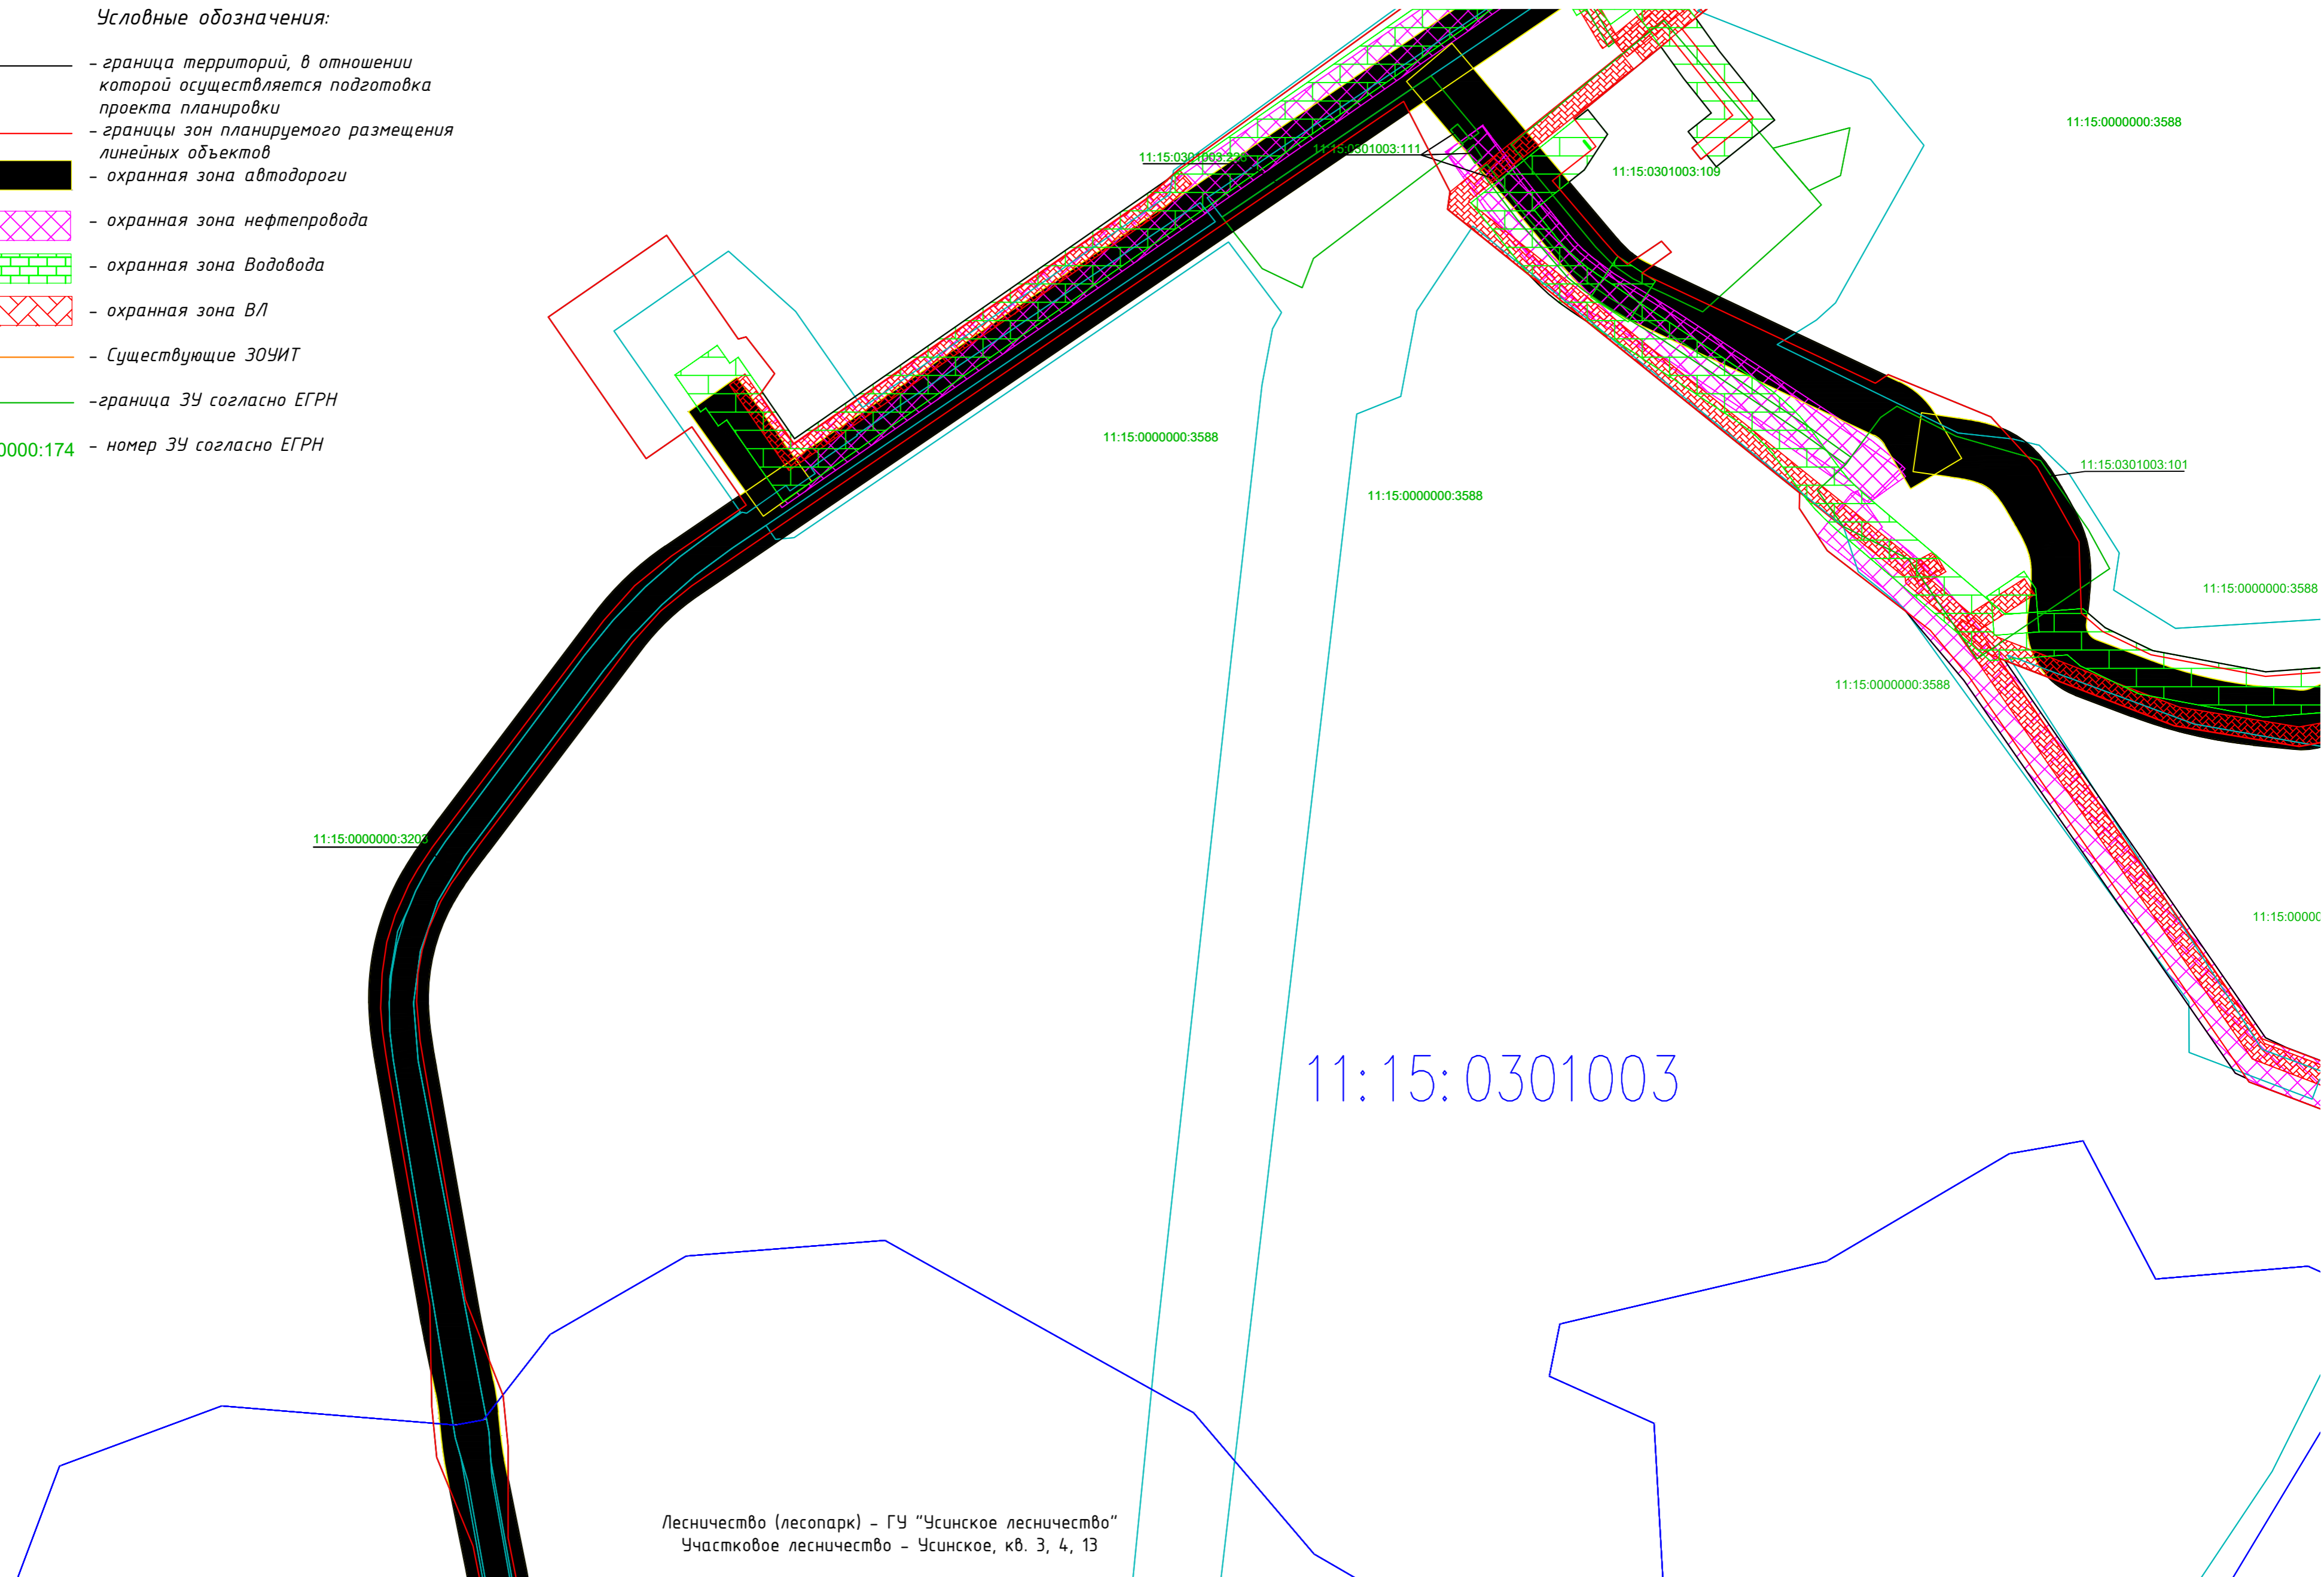 Условные обозначения:
- граница территорий, в отношении
которой осуществляется подготовка
проекта планировки
- границы зон планируемого размещения
линейных объектов
- охранная зона автодороги
- охранная зона нефтепровода
- охранная зона Водовода
- охранная зона ВЛ
- Существующие ЗОУИТ
-граница ЗУ согласно ЕГРН
0000:174 - номер ЗУ согласно ЕГРН
11:15:0000000:3588
11:15:0301003:111
11:15:0301003:109
11:15:0000000:3588
11:15:0301003:101
11:15:0000000:3588
11:15:0000000:3588
11:15:0000000:3588
11:15:0000000:3203
11:15:0000
11:15:0301003
Лесничество (лесопарк) - ГУ "Усинское лесничество"
Участковое лесничество - Усинское, кв. 3, 4, 13